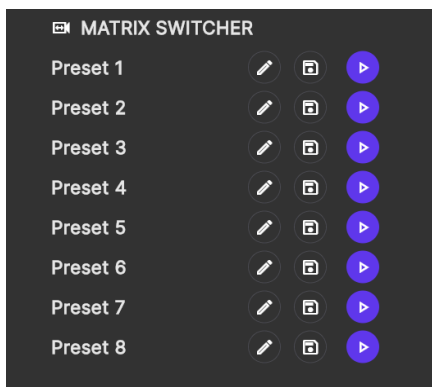 MATRIX SWITCHER
Preset 1
Preset 2
Preset 3
Preset 4
Preset 5
Preset 6
Preset 7
Preset 8